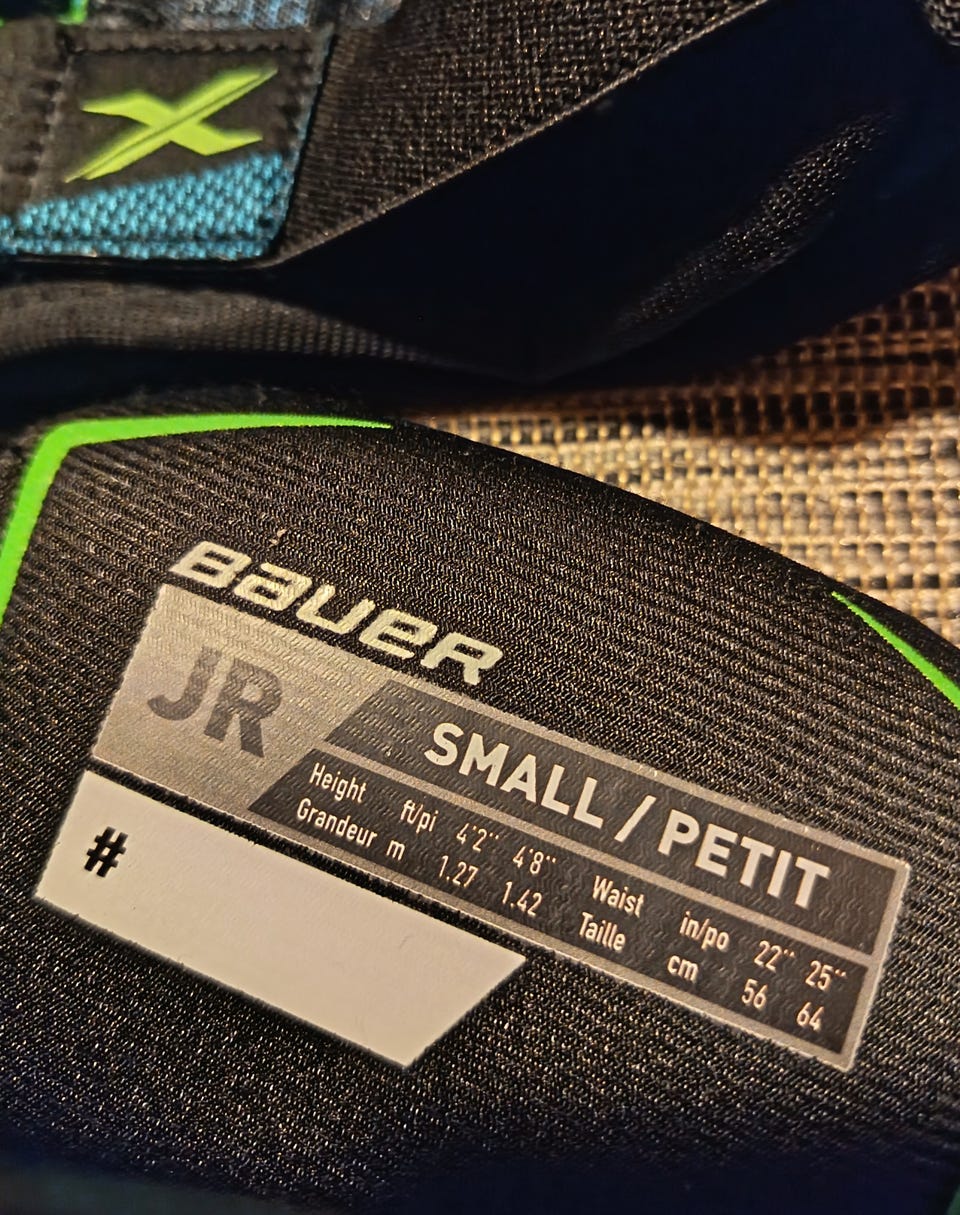 X
BAUER
JR
SMALL / PETIT
Height ft/pi 4'2'' 4'8'' Waist in/po 22'' 25''
Grandeur m 1.27 1.42 Taille cm 56 64
#